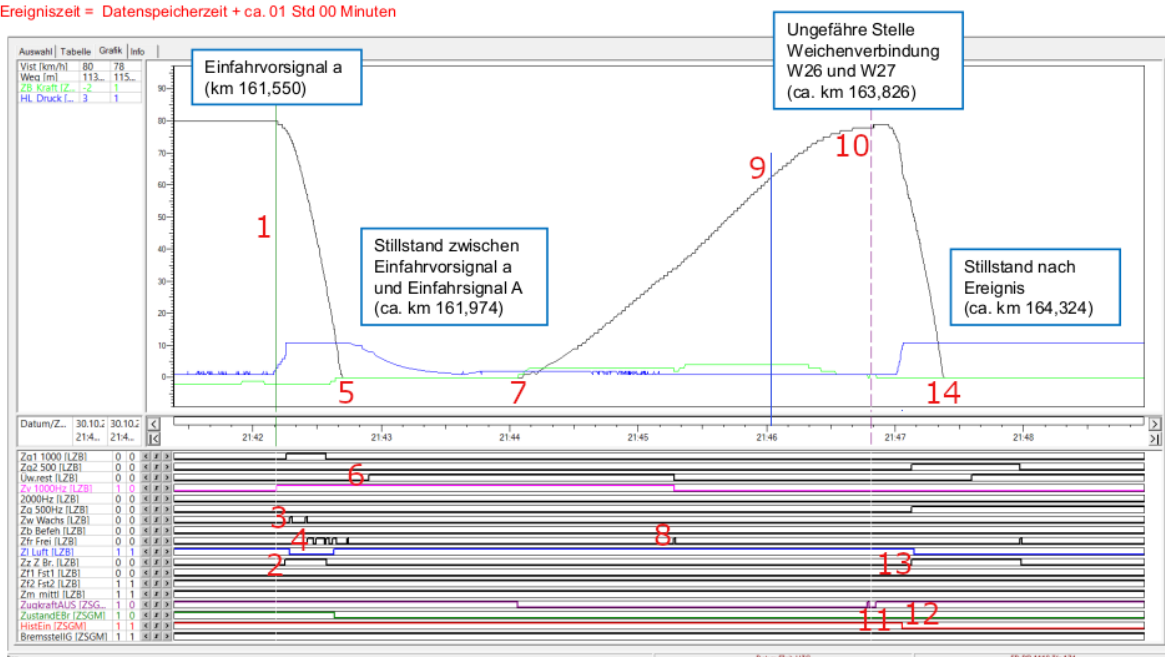 Ereigniszeit = Datenspeicherzeit + ca. 01 Std 00 Minuten
Auswahl Tabelle Grafik Info
Vist [km/h] 80 78
Weg [m] 113... 115...
ZB Kraft [Z... -2 1
HL Druck [... 3 1
Einfahrvorsignal a
(km 161,550)
Ungefähre Stelle
Weichenverbindung
W26 und W27
(ca. km 163,826)
90
80
70
60
50
40
30
20
10
0
1
9
10
Stillstand zwischen
Einfahrvorsignal a
und Einfahrsignal A
(ca. km 161,974)
Stillstand nach
Ereignis
(ca. km 164,324)
5
7
14
Datum/Z... 30.10.2 30.10.2
21:4... 21:4...
21:42 21:43 21:44 21:45 21:46 21:47 21:48
Zg1 1000 [LZB] 0 0
Zg2 500 [LZB] 0 0
Üw.rest [LZB] 0 0
6
Zv 1000Hz [LZB] 1 0
2000Hz [LZB] 0 0
Zg 500Hz [LZB] 0 0
Zw Wachs [LZB] 0 0
3
Zb Befeh [LZB] 0 0
Zfr Frei [LZB] 0 0
4 8
Zl Luft [LZB] 1 1
Zz Z Br. [LZB] 0 0
2 13
Zf1 Fst1 [LZB] 0 0
Zf2 Fst2 [LZB] 1 1
Zm mittl [LZB] 1 1
ZugkraftAUS [ZSG... 1 0
ZustandEBr [ZSGM] 1 0
11 12
HistEin [ZSGM] 1 1
BremsstellG [ZSGM] 1 1